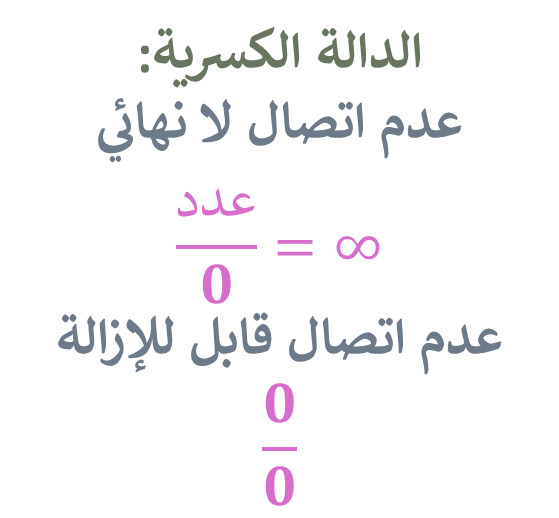 الدالة الكسرية:
عدم اتصال لا نهائي
عدد
0
= ∞
عدم اتصال قابل للإزالة
0
0